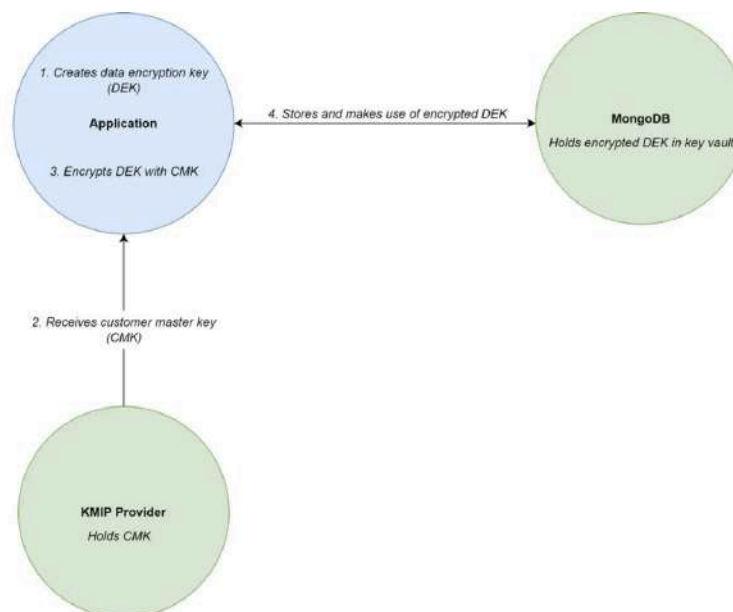 1. Creates data encryption key
(DEK)
Application
3. Encrypts DEK with CMK
4. Stores and makes use of encrypted DEK
MongoDB
Holds encrypted DEK in key vault
2. Receives customer master key
(CMK)
KMIP Provider
Holds CMK